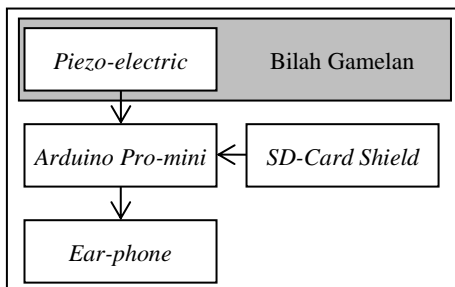 Piezo-electric
Bilah Gamelan
Arduino Pro-mini
SD-Card Shield
Ear-phone